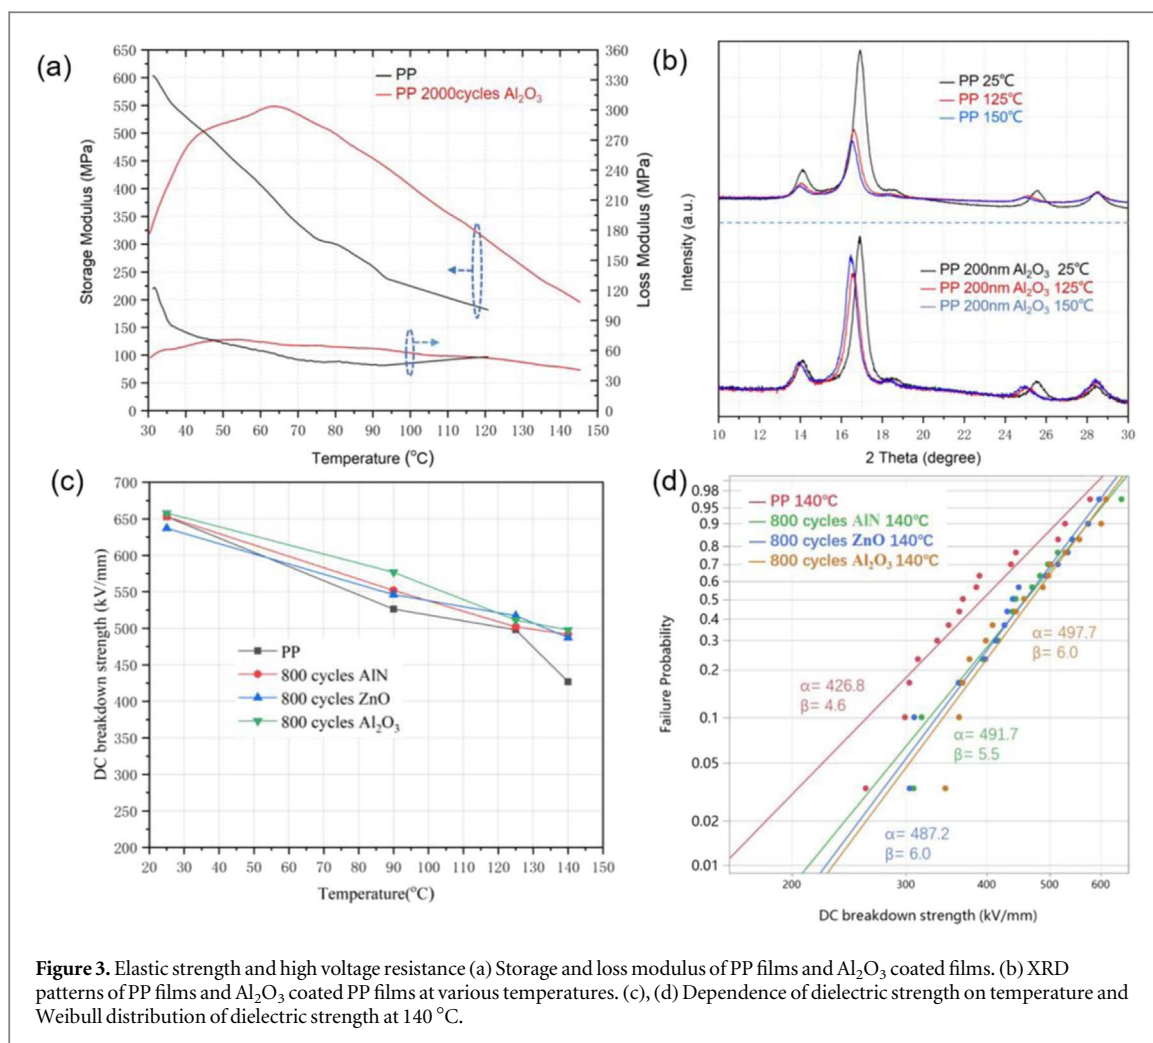 (a)
650
600
550
500
450
400
350
300
250
200
150
100
50
0
Storage Modulus (MPa)
PP
PP 2000cycles Al₂O₃
360
330
300
270
240
210
180
150
120
90
60
30
0
Loss Modulus (MPa)
30 40 50 60 70 80 90 100 110 120 130 140 150
Temperature (°C)
(b)
Intensity (a.u.)
PP 25℃
PP 125℃
PP 150℃
PP 200nm Al₂O₃ 25℃
PP 200nm Al₂O₃ 125℃
PP 200nm Al₂O₃ 150℃
10 12 14 16 18 20 22 24 26 28 30
2 Theta (degree)
(c)
700
650
600
550
500
450
400
350
300
250
200
DC breakdown strength (kV/mm)
PP
800 cycles AlN
800 cycles ZnO
800 cycles Al₂O₃
20 30 40 50 60 70 80 90 100 110 120 130 140 150
Temperature(°C)
(d)
0.98
0.95
0.9
0.8
0.7
0.6
0.5
0.4
0.3
0.2
0.1
0.05
0.02
0.01
Failure Probability
PP 140℃
800 cycles AlN 140℃
800 cycles ZnO 140℃
800 cycles Al₂O₃ 140℃
α= 497.7
β= 6.0
α= 426.8
β= 4.6
α= 491.7
β= 5.5
α= 487.2
β= 6.0
200 300 400 500 600
DC breakdown strength (kV/mm)
Figure 3. Elastic strength and high voltage resistance (a) Storage and loss modulus of PP films and Al₂O₃ coated films. (b) XRD
patterns of PP films and Al₂O₃ coated PP films at various temperatures. (c), (d) Dependence of dielectric strength on temperature and
Weibull distribution of dielectric strength at 140 °C.